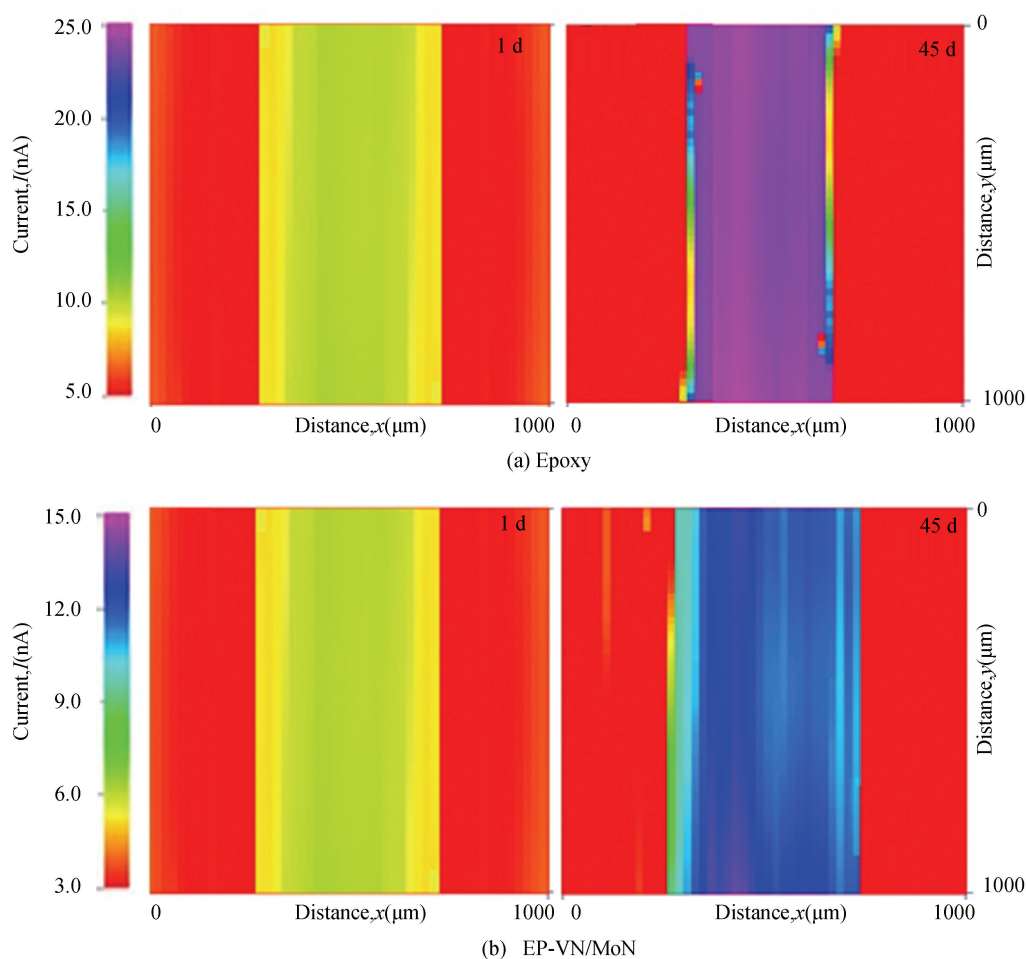 25.0
20.0
15.0
10.0
5.0
Current,I(nA)
1 d
45 d
0
1000
Distance,y(μm)
0
Distance,x(μm)
1000
0
Distance,x(μm)
1000
(a) Epoxy
15.0
12.0
9.0
6.0
3.0
Current,I(nA)
1 d
45 d
0
1000
Distance,y(μm)
0
Distance,x(μm)
1000
0
Distance,x(μm)
1000
(b) EP-VN/MoN